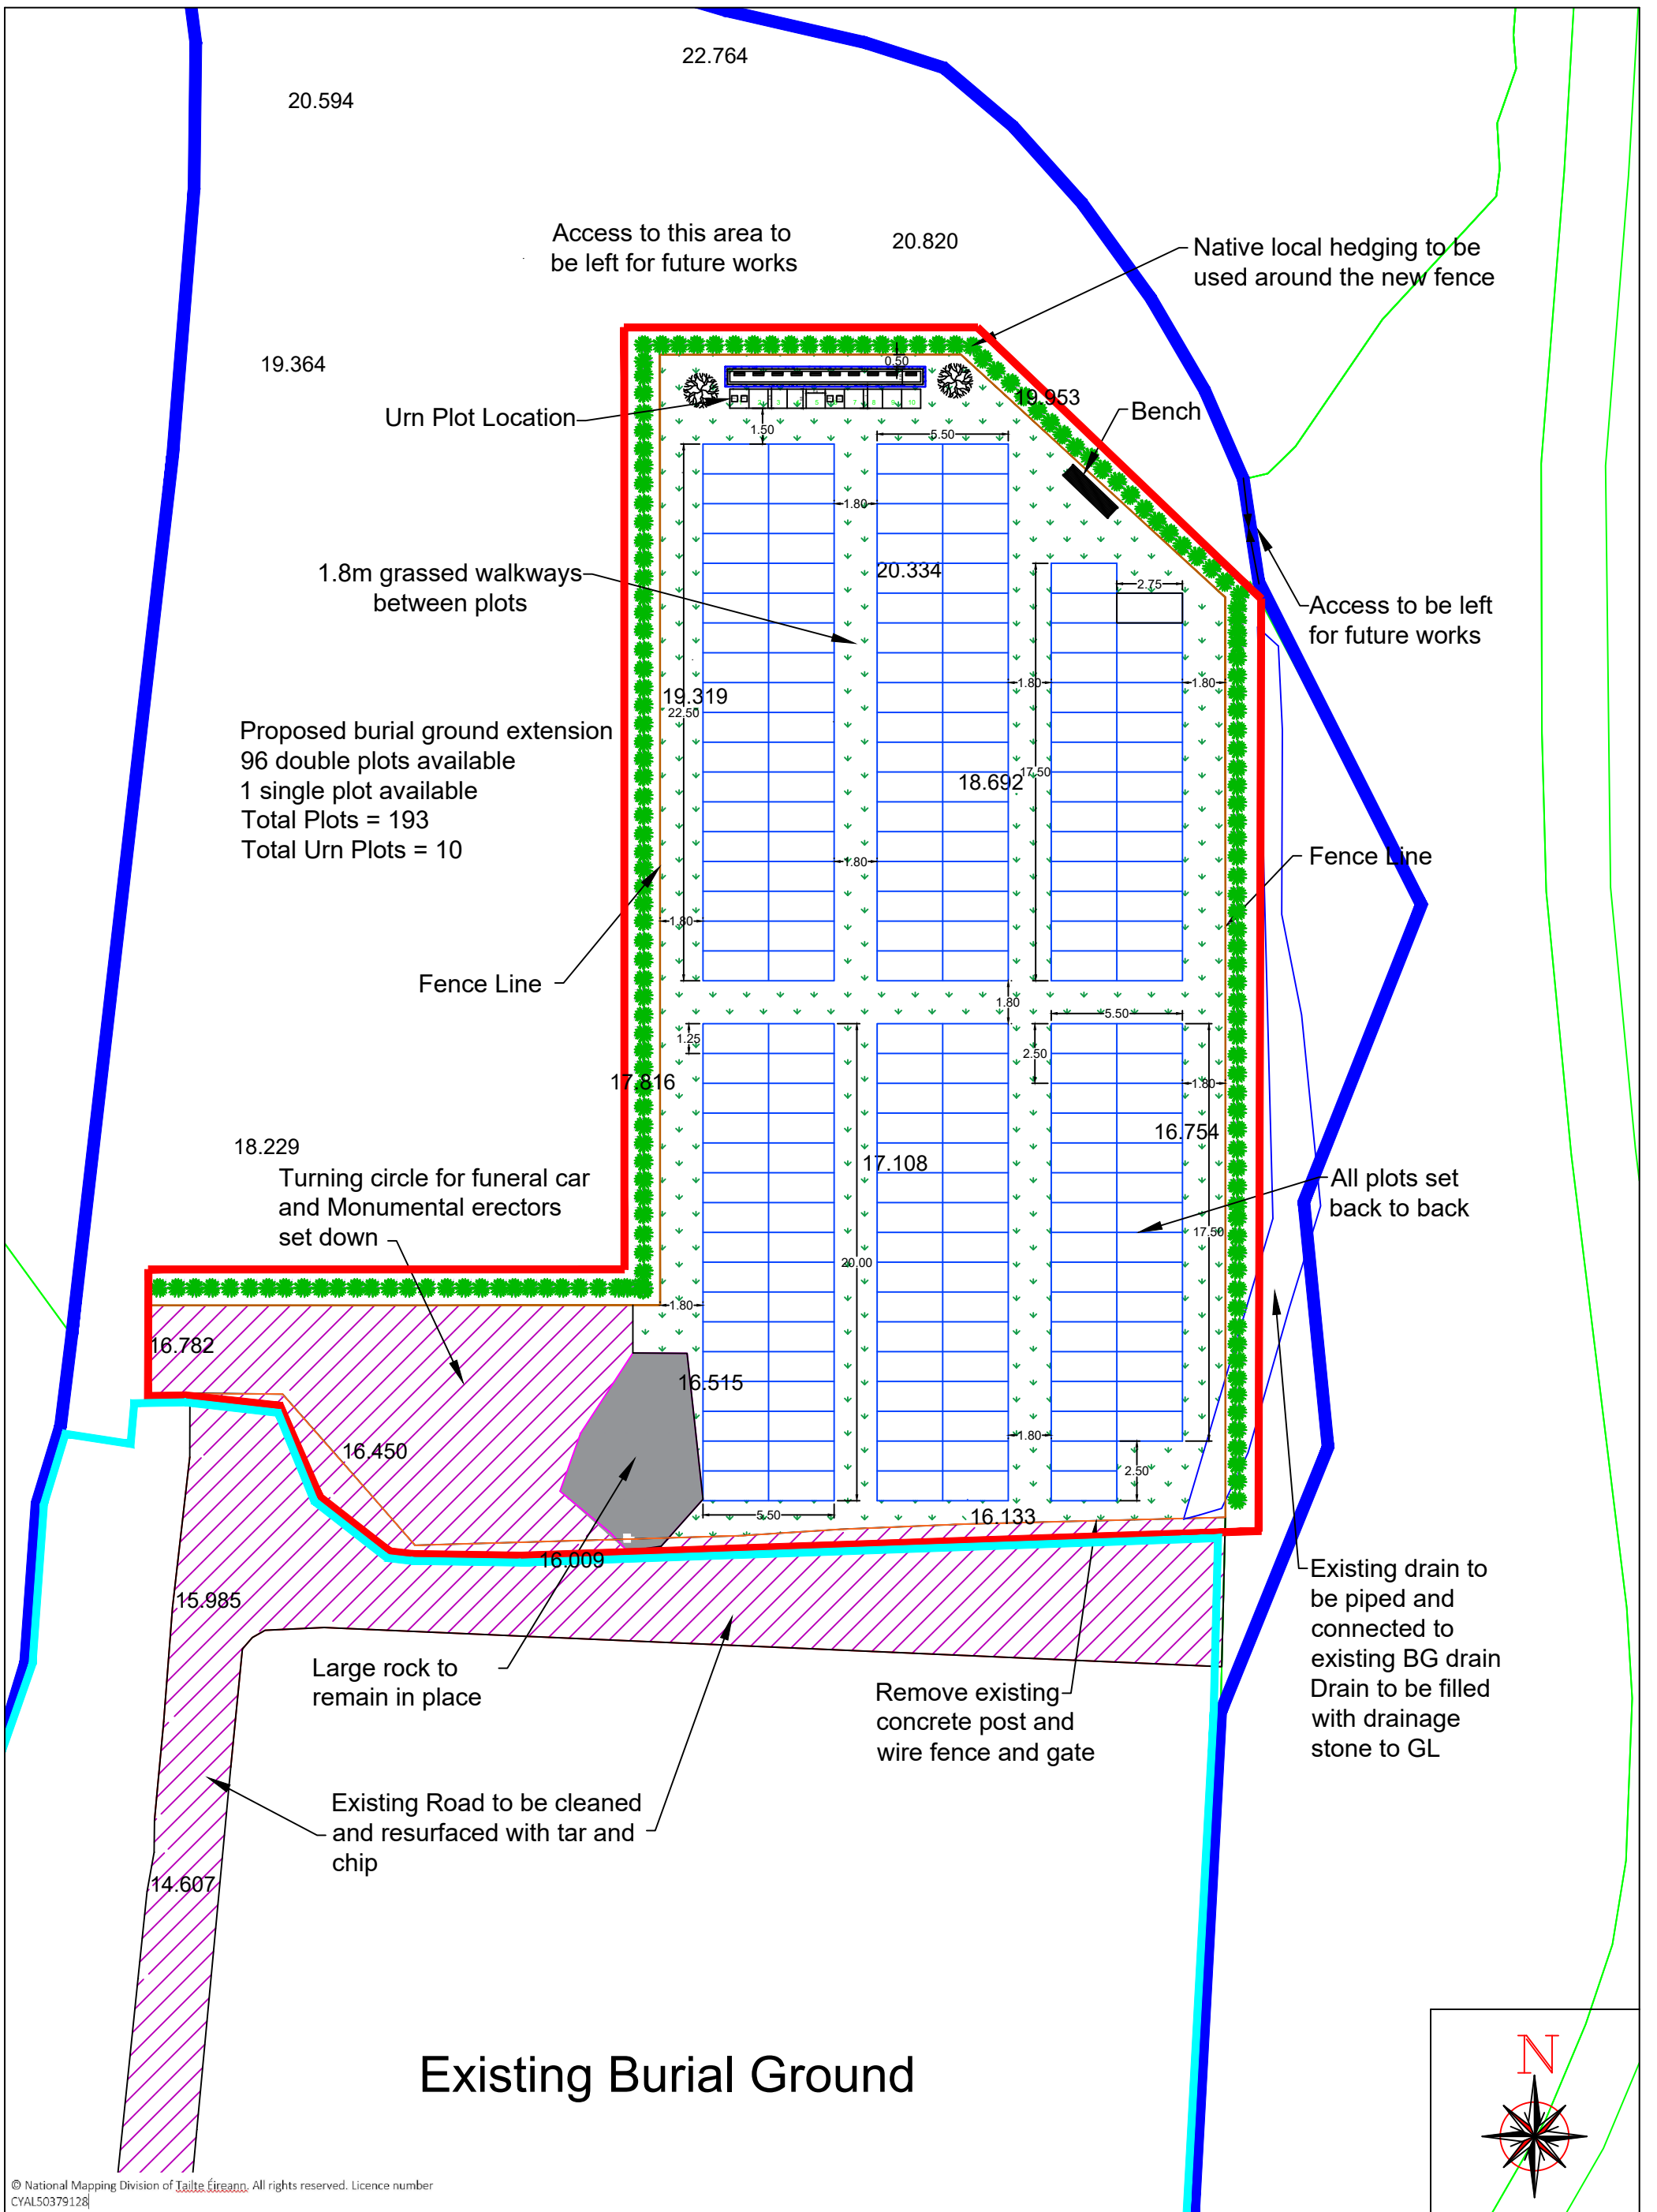 22.764
20.594
Access to this area to
be left for future works
20.820
Native local hedging to be
used around the new fence
19.364
0.50
19.953
Urn Plot Location
Bench
2 3 5 7 8 9 10
1.50
5.50
1.80
1.8m grassed walkways
between plots
20.334
2.75
Access to be left
for future works
19.319
22.50
1.80
1.80
Proposed burial ground extension
96 double plots available
1 single plot available
Total Plots = 193
Total Urn Plots = 10
18.692
17.50
1.80
Fence Line
1.80
Fence Line
1.80
5.50
1.25
2.50
17.816
1.80
18.229
16.754
17.108
Turning circle for funeral car
and Monumental erectors
set down
All plots set
back to back
17.50
20.00
1.80
16.782
16.515
16.450
1.80
2.50
5.50
16.133
16.009
15.985
Existing drain to
be piped and
connected to
existing BG drain
Drain to be filled
with drainage
stone to GL
Large rock to
remain in place
Remove existing
concrete post and
wire fence and gate
Existing Road to be cleaned
and resurfaced with tar and
chip
14.607
Existing Burial Ground
N
© National Mapping Division of Tailte Éireann. All rights reserved. Licence number
CYAL50379128